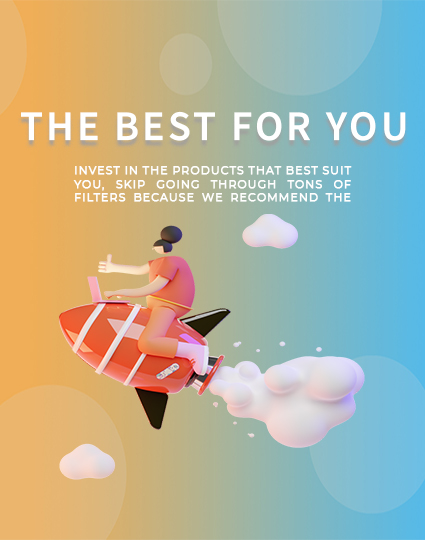 THE BEST FOR YOU
INVEST IN THE PRODUCTS THAT BEST SUIT
YOU, SKIP GOING THROUGH TONS OF
FILTERS BECAUSE WE RECOMMEND THE